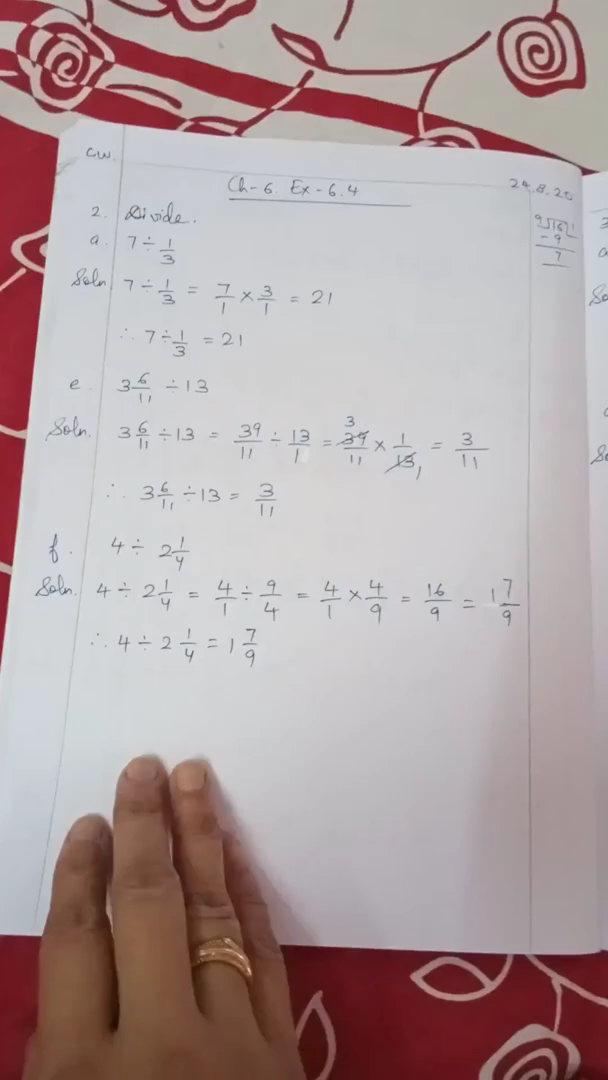 CW.
Ch-6. Ex-6.4
24.8.20
2. Divide.
a. 7 ÷ 1/3
Soln. 7 ÷ 1/3 = 7/1 × 3/1 = 21
∴ 7 ÷ 1/3 = 21
e. 3 6/11 ÷ 13
Soln. 3 6/11 ÷ 13 = 39/11 ÷ 13/1 = 39/11 × 1/13 = 3/11
∴ 3 6/11 ÷ 13 = 3/11
f. 4 ÷ 2 1/4
Soln. 4 ÷ 2 1/4 = 4/1 ÷ 9/4 = 4/1 × 4/9 = 16/9 = 1 7/9
∴ 4 ÷ 2 1/4 = 1 7/9
- 9
7